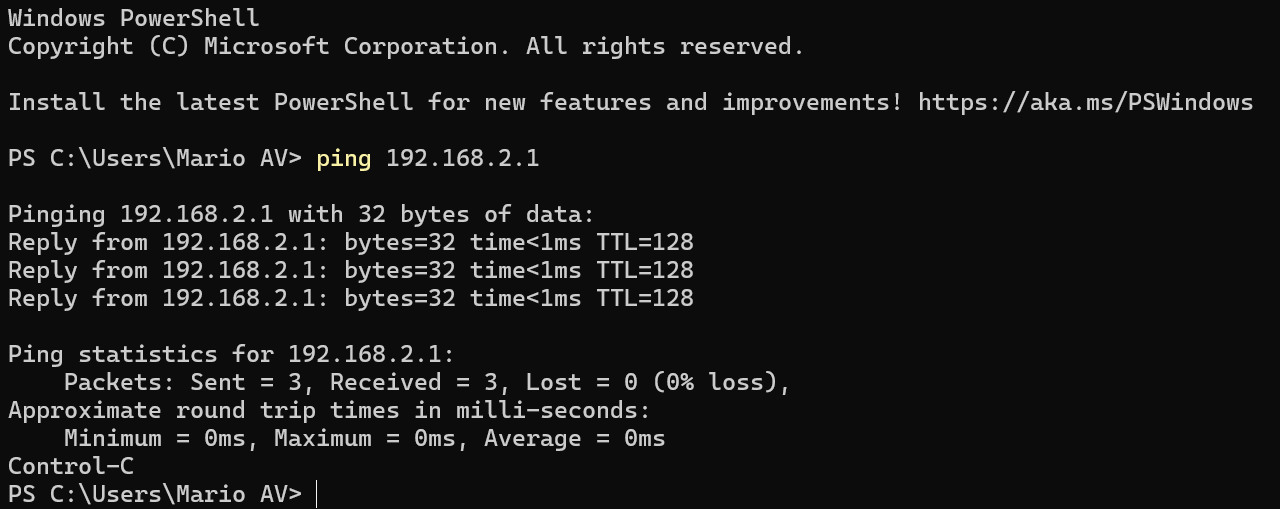 Windows PowerShell
Copyright (C) Microsoft Corporation. All rights reserved.
Install the latest PowerShell for new features and improvements! https://aka.ms/PSWindows
PS C:\Users\Mario AV> ping 192.168.2.1
Pinging 192.168.2.1 with 32 bytes of data:
Reply from 192.168.2.1: bytes=32 time<1ms TTL=128
Reply from 192.168.2.1: bytes=32 time<1ms TTL=128
Reply from 192.168.2.1: bytes=32 time<1ms TTL=128
Ping statistics for 192.168.2.1:
    Packets: Sent = 3, Received = 3, Lost = 0 (0% loss),
Approximate round trip times in milli-seconds:
    Minimum = 0ms, Maximum = 0ms, Average = 0ms
Control-C
PS C:\Users\Mario AV>